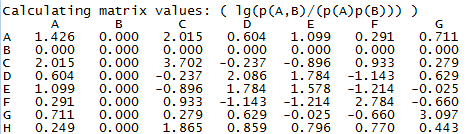 Calculating matrix values: ( lg(p(A,B)/(p(A)p(B))) )
A B C D E F G
A 1.426 0.000 2.015 0.604 1.099 0.291 0.711
B 0.000 0.000 0.000 0.000 0.000 0.000 0.000
C 2.015 0.000 3.702 -0.237 -0.896 0.933 0.279
D 0.604 0.000 -0.237 2.086 1.784 -1.143 0.629
E 1.099 0.000 -0.896 1.784 1.578 -1.214 -0.025
F 0.291 0.000 0.933 -1.143 -1.214 2.784 -0.660
G 0.711 0.000 0.279 0.629 -0.025 -0.660 3.097
H 0.249 0.000 1.865 0.859 0.796 0.770 0.443